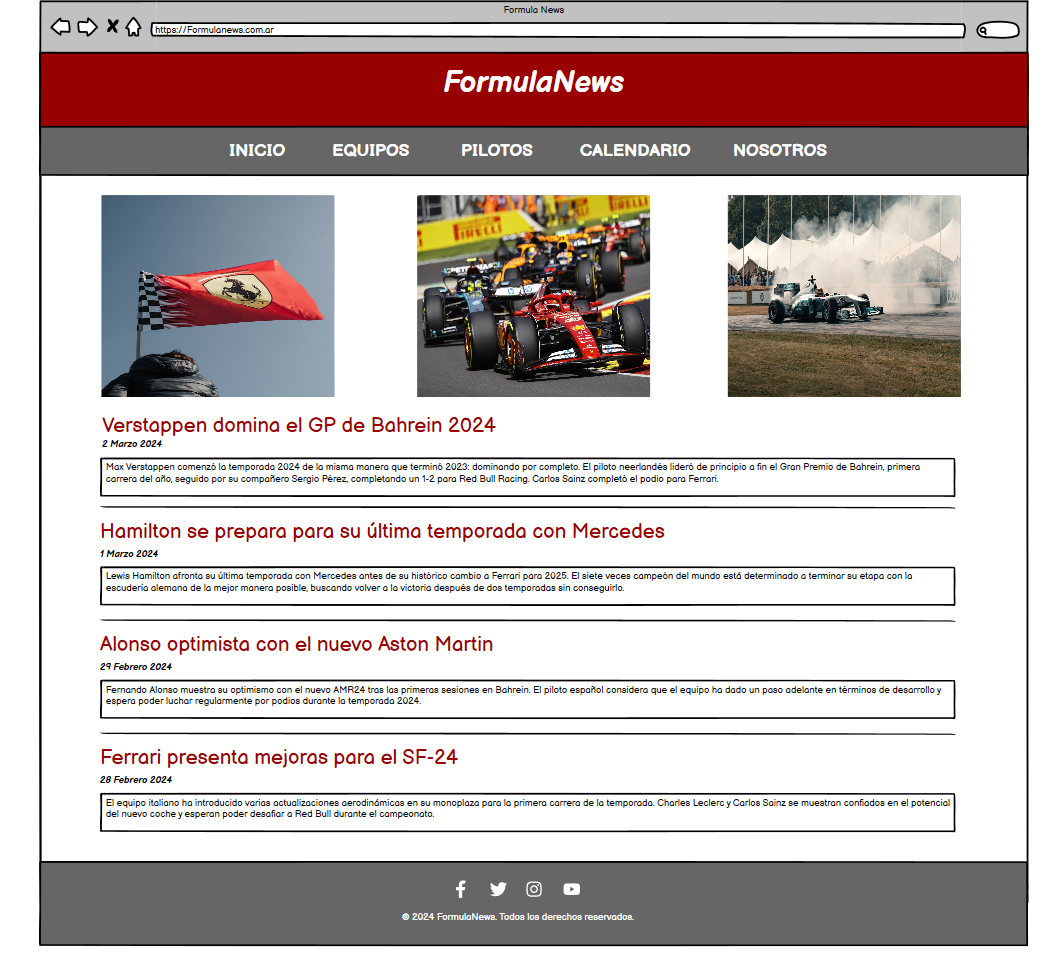 Formula News
https://Formulanews.com.ar
FormulaNews
INICIO EQUIPOS PILOTOS CALENDARIO NOSOTROS
PIRELLI
Verstappen domina el GP de Bahrein 2024
2 Marzo 2024
Max Verstappen comenzó la temporada 2024 de la misma manera que terminó 2023: dominando por completo. El piloto neerlandés lideró de principio a fin el Gran Premio de Bahrein, primera
carrera del año, seguido por su compañero Sergio Pérez, completando un 1-2 para Red Bull Racing. Carlos Sainz completó el podio para Ferrari.
Hamilton se prepara para su última temporada con Mercedes
1 Marzo 2024
Lewis Hamilton afronta su última temporada con Mercedes antes de su histórico cambio a Ferrari para 2025. El siete veces campeón del mundo está determinado a terminar su etapa con la
escudería alemana de la mejor manera posible, buscando volver a la victoria después de dos temporadas sin conseguirlo.
Alonso optimista con el nuevo Aston Martin
29 Febrero 2024
Fernando Alonso muestra su optimismo con el nuevo AMR24 tras las primeras sesiones en Bahrein. El piloto español considera que el equipo ha dado un paso adelante en términos de desarrollo y
espera poder luchar regularmente por podios durante la temporada 2024.
Ferrari presenta mejoras para el SF-24
28 Febrero 2024
El equipo italiano ha introducido varias actualizaciones aerodinámicas en su monoplaza para la primera carrera de la temporada. Charles Leclerc y Carlos Sainz se muestran confiados en el potencial
del nuevo coche y esperan poder desafiar a Red Bull durante el campeonato.
© 2024 FormulaNews. Todos los derechos reservados.